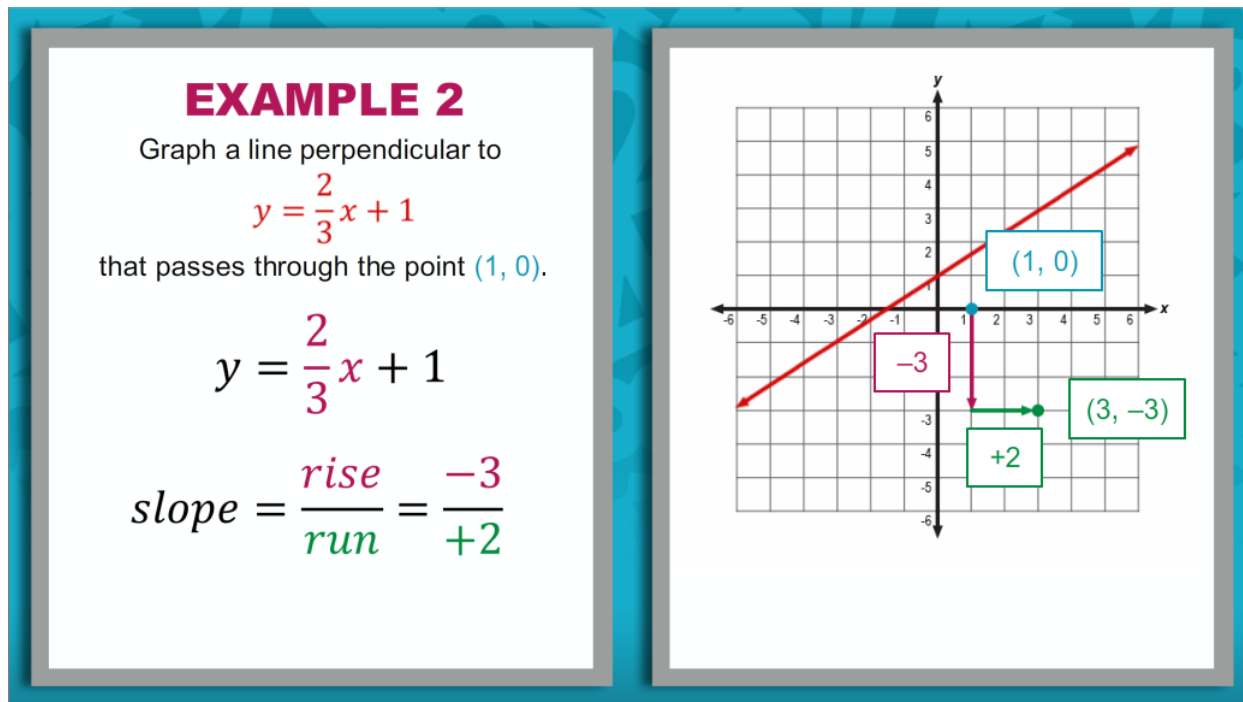 EXAMPLE 2
Graph a line perpendicular to
y = 2/3 x + 1
that passes through the point (1, 0).
y = 2/3 x + 1
slope = rise/run = −3/+2
y
6
5
4
3
2
1
(1, 0)
-6 -5 -4 -3 -2 -1 1 2 3 4 5 6 x
–3
-3
(3, –3)
-4
+2
-5
-6